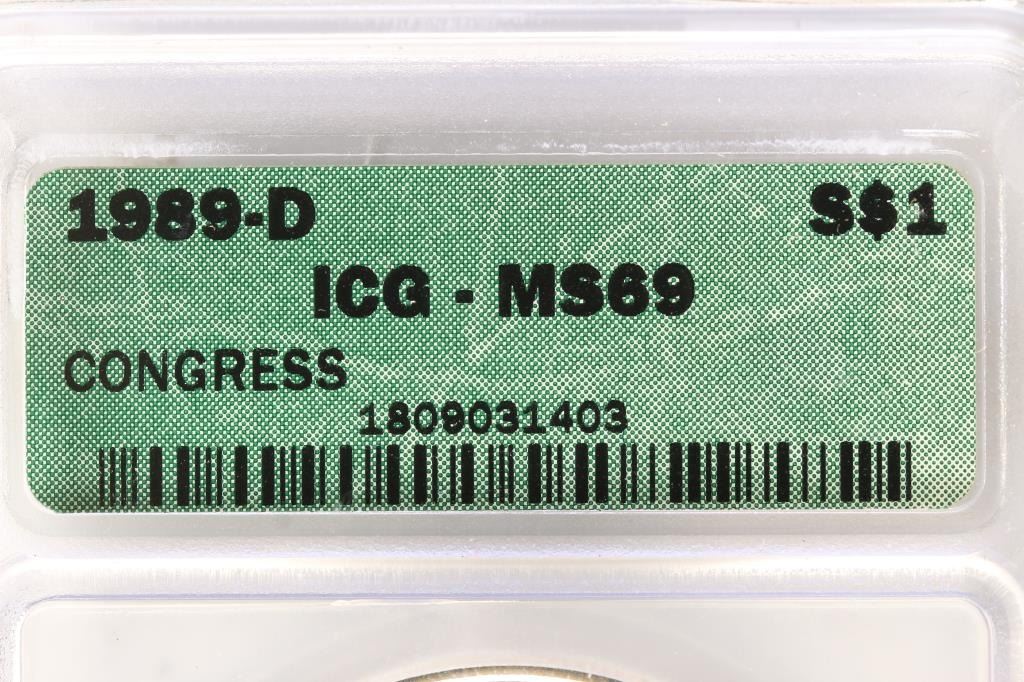 1989-D S$1
ICG - MS69
CONGRESS
1809031403